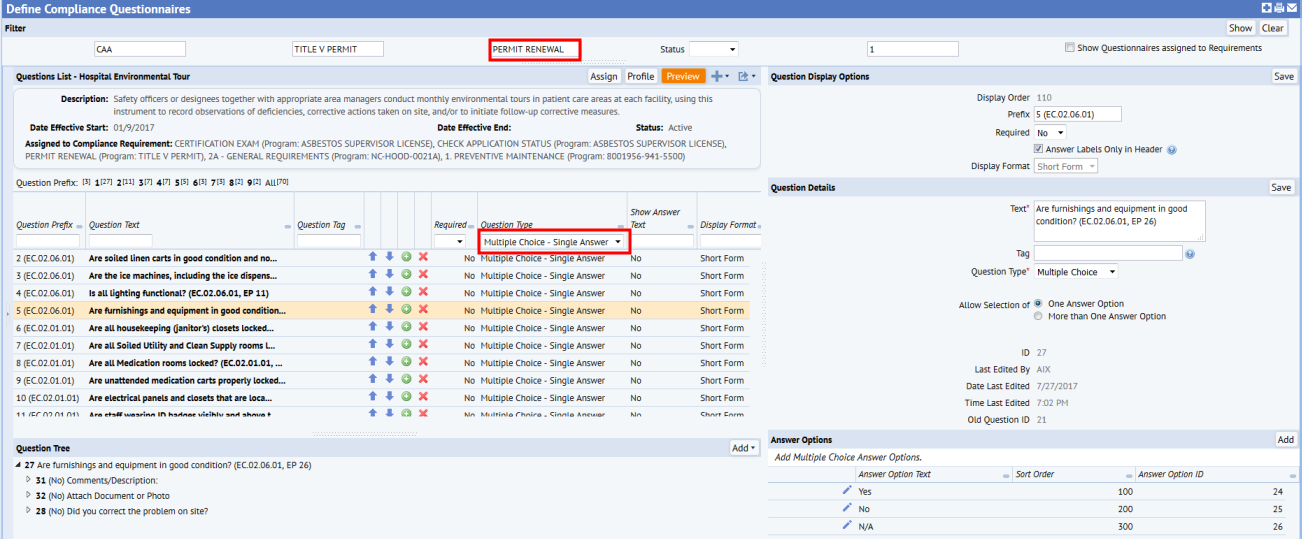 Define Compliance Questionnaires
Filter Show Clear
CAA TITLE V PERMIT PERMIT RENEWAL Status 1 Show Questionnaires assigned to Requirements
Questions List - Hospital Environmental Tour Assign Profile Preview
Description: Safety officers or designees together with appropriate area managers conduct monthly environmental tours in patient care areas at each facility, using this
instrument to record observations of deficiencies, corrective actions taken on site, and/or to initiate follow-up corrective measures.
Date Effective Start: 01/9/2017 Date Effective End: Status: Active
Assigned to Compliance Requirement: CERTIFICATION EXAM (Program: ASBESTOS SUPERVISOR LICENSE), CHECK APPLICATION STATUS (Program: ASBESTOS SUPERVISOR LICENSE),
PERMIT RENEWAL (Program: TITLE V PERMIT), 2A - GENERAL REQUIREMENTS (Program: NC-HOOD-0021A), 1. PREVENTIVE MAINTENANCE (Program: 8001956-941-5500)
Question Prefix: [3] 1[27] 2[11] 3[7] 4[7] 5[5] 6[3] 7[3] 8[2] 9[2] All[70]
Question Prefix Question Text Question Tag Required Question Type Show Answer Text Display Format
Multiple Choice - Single Answer
2 (EC.02.06.01) Are soiled linen carts in good condition and no... No Multiple Choice - Single Answer No Short Form
3 (EC.02.06.01) Are the ice machines, including the ice dispens... No Multiple Choice - Single Answer No Short Form
4 (EC.02.06.01) Is all lighting functional? (EC.02.06.01, EP 11) No Multiple Choice - Single Answer No Short Form
5 (EC.02.06.01) Are furnishings and equipment in good condition... No Multiple Choice - Single Answer No Short Form
6 (EC.02.01.01) Are all housekeeping (janitor's) closets locked... No Multiple Choice - Single Answer No Short Form
7 (EC.02.01.01) Are all Soiled Utility and Clean Supply rooms l... No Multiple Choice - Single Answer No Short Form
8 (EC.02.01.01) Are all Medication rooms locked? (EC.02.01.01, ... No Multiple Choice - Single Answer No Short Form
9 (EC.02.01.01) Are unattended medication carts properly locked... No Multiple Choice - Single Answer No Short Form
10 (EC.02.01.01) Are electrical panels and closets that are loca... No Multiple Choice - Single Answer No Short Form
11 (EC.02.01.01) Are staff wearing ID badges visibly and above t... No Multiple Choice - Single Answer No Short Form
Question Tree Add
27 Are furnishings and equipment in good condition? (EC.02.06.01, EP 26)
31 (No) Comments/Description:
32 (No) Attach Document or Photo
28 (No) Did you correct the problem on site?
Question Display Options Save
Display Order 110
Prefix 5 (EC.02.06.01)
Required No
Answer Labels Only in Header
Display Format Short Form
Question Details Save
Text* Are furnishings and equipment in good
condition? (EC.02.06.01, EP 26)
Tag
Question Type* Multiple Choice
Allow Selection of One Answer Option
More than One Answer Option
ID 27
Last Edited By AIX
Date Last Edited 7/27/2017
Time Last Edited 7:02 PM
Old Question ID 21
Answer Options Add
Add Multiple Choice Answer Options.
Answer Option Text Sort Order Answer Option ID
Yes 100 24
No 200 25
N/A 300 26